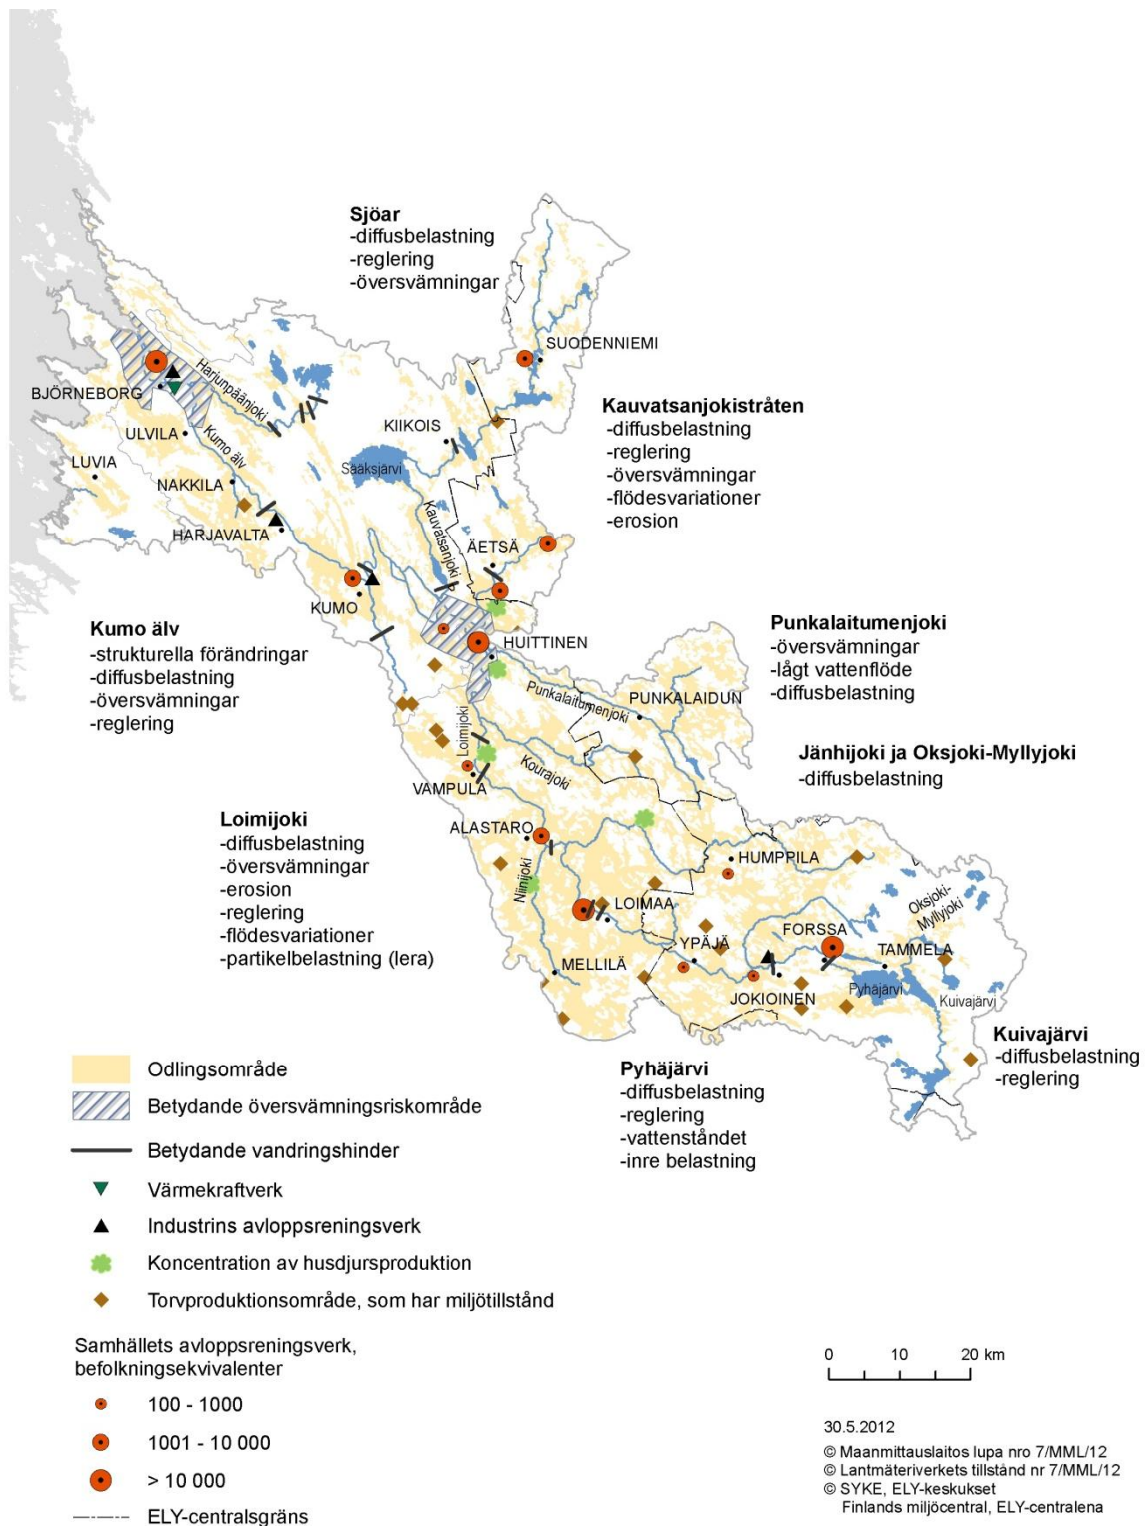 Sjöar
-diffusbelastning
-reglering
-översvämningar
SUODENNIEMI
BJÖRNEBORG
Harjunpäänjoki
ULVILA
Kumo älv
KIIKOIS
LUVIA
NAKKILA
Sääksjärvi
HARJAVALTA
Kauvatsanjoki
ÄETSÄ
KUMO
Kauvatsanjokistråten
-diffusbelastning
-reglering
-översvämningar
-flödesvariationer
-erosion
Kumo älv
-strukturella förändringar
-diffusbelastning
-översvämningar
-reglering
HUITTINEN
Punkalaitumenjoki
-översvämningar
-lågt vattenflöde
-diffusbelastning
Punkalaitumenjoki
PUNKALAIDUN
Loimijoki
Kourajoki
VAMPULA
Jänhijoki ja Oksjoki-Myllyjoki
-diffusbelastning
Loimijoki
-diffusbelastning
-översvämningar
-erosion
-reglering
-flödesvariationer
-partikelbelastning (lera)
ALASTARO
Niinijoki
HUMPPILA
LOIMAA
Oksjoki-
Myllyjoki
FORSSA
YPÄJÄ
TAMMELA
MELLILÄ
JOKIOINEN
Pyhäjärvi
Kuivajärvi
Kuivajärvi
-diffusbelastning
-reglering
Pyhäjärvi
-diffusbelastning
-reglering
-vattenståndet
-inre belastning
Odlingsområde
Betydande översvämningsriskområde
Betydande vandringshinder
Värmekraftverk
Industrins avloppsreningsverk
Koncentration av husdjursproduktion
Torvproduktionsområde, som har miljötillstånd
Samhällets avloppsreningsverk,
befolkningsekvivalenter
100 - 1000
1001 - 10 000
> 10 000
ELY-centralsgräns
0 10 20 km
30.5.2012
© Maanmittauslaitos lupa nro 7/MML/12
© Lantmäteriverkets tillstånd nr 7/MML/12
© SYKE, ELY-keskukset
Finlands miljöcentral, ELY-centralena